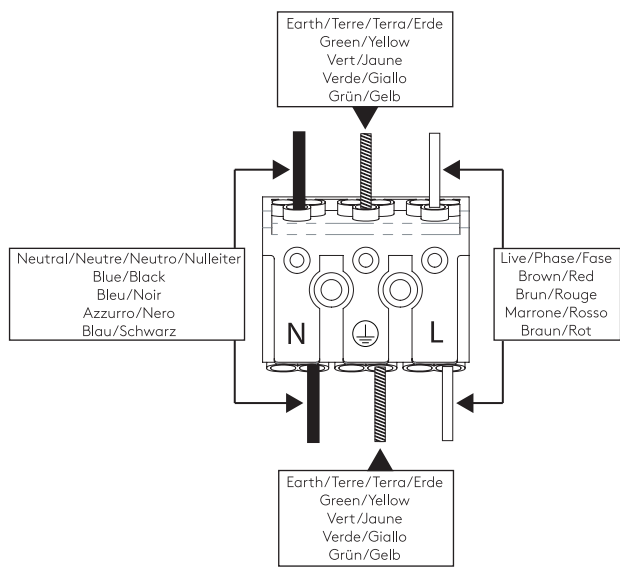 Earth/Terre/Terra/Erde
Green/Yellow
Vert/Jaune
Verde/Giallo
Grün/Gelb
Neutral/Neutre/Neutro/Nulleiter
Blue/Black
Bleu/Noir
Azzurro/Nero
Blau/Schwarz
N
L
Live/Phase/Fase
Brown/Red
Brun/Rouge
Marrone/Rosso
Braun/Rot
Earth/Terre/Terra/Erde
Green/Yellow
Vert/Jaune
Verde/Giallo
Grün/Gelb